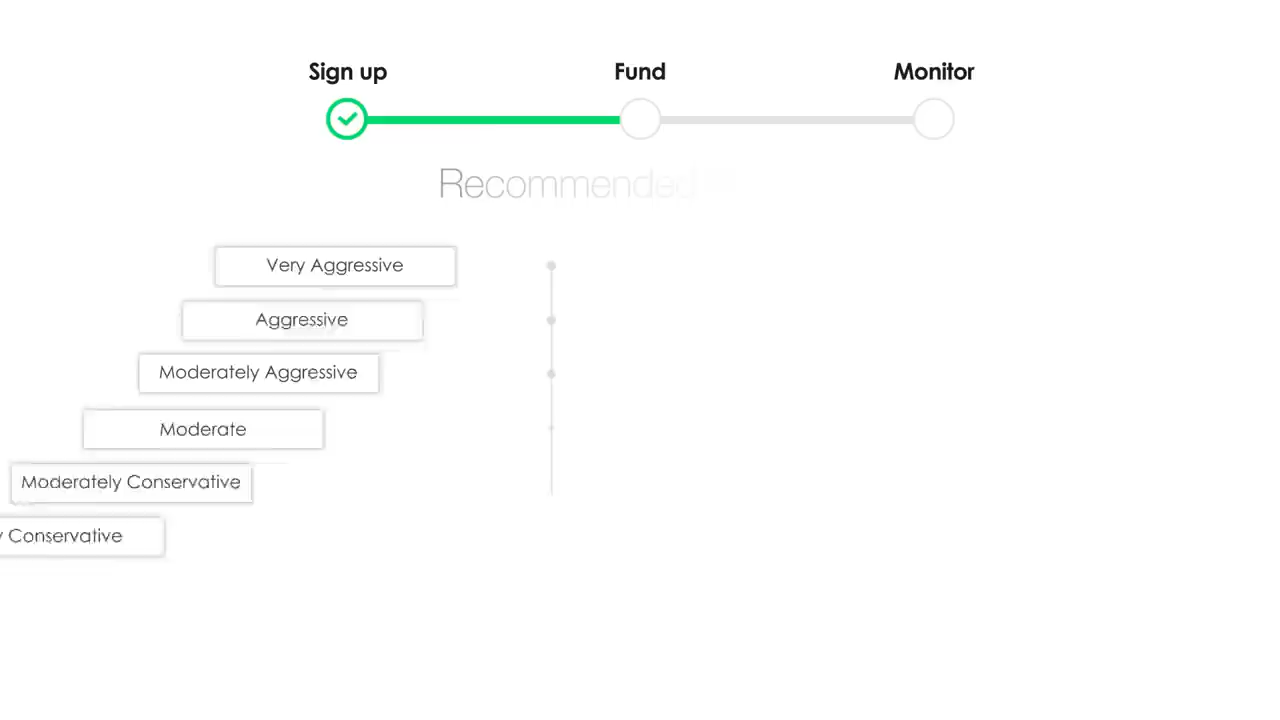 Sign up
Fund
Monitor
Recommended
Very Aggressive
Aggressive
Moderately Aggressive
Moderate
Moderately Conservative
Conservative